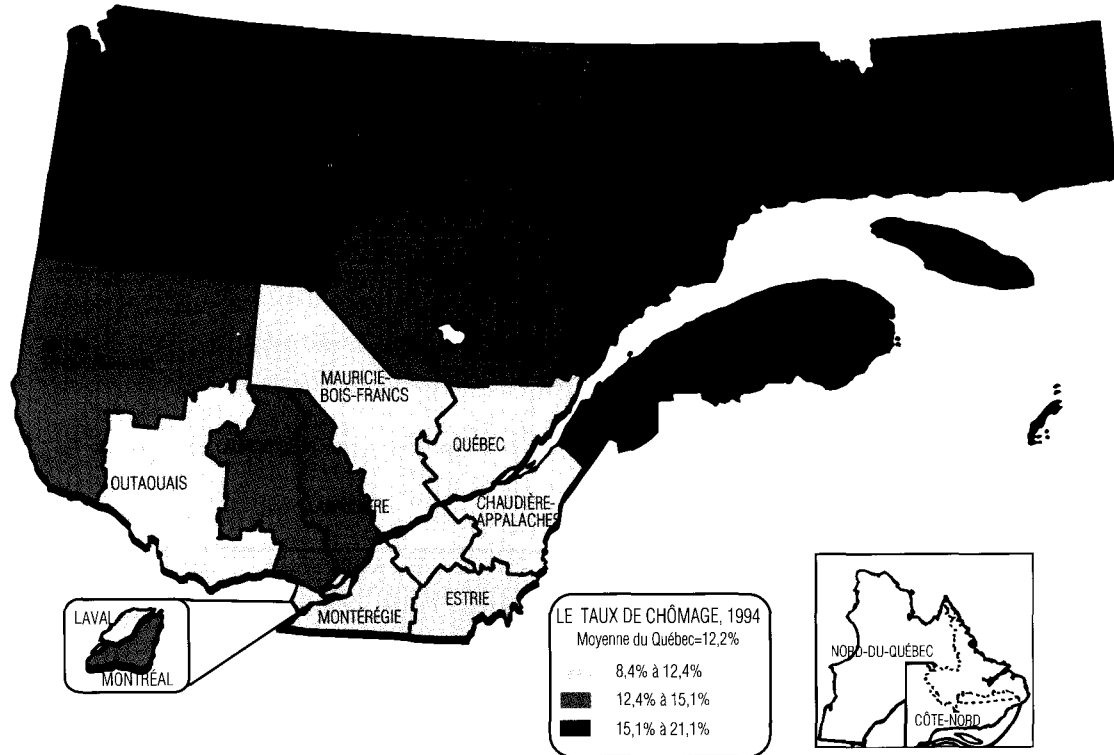 MAURICIE-
BOIS-FRANCS
QUÉBEC
OUTAOUAIS
CHAUDIÈRE-
APPALACHES
ESTRIE
MONTÉRÉGIE
LAVAL
MONTRÉAL
LE TAUX DE CHÔMAGE, 1994
Moyenne du Québec=12,2%
8,4% à 12,4%
12,4% à 15,1%
15,1% à 21,1%
NORD-DU-QUÉBEC
CÔTE-NORD